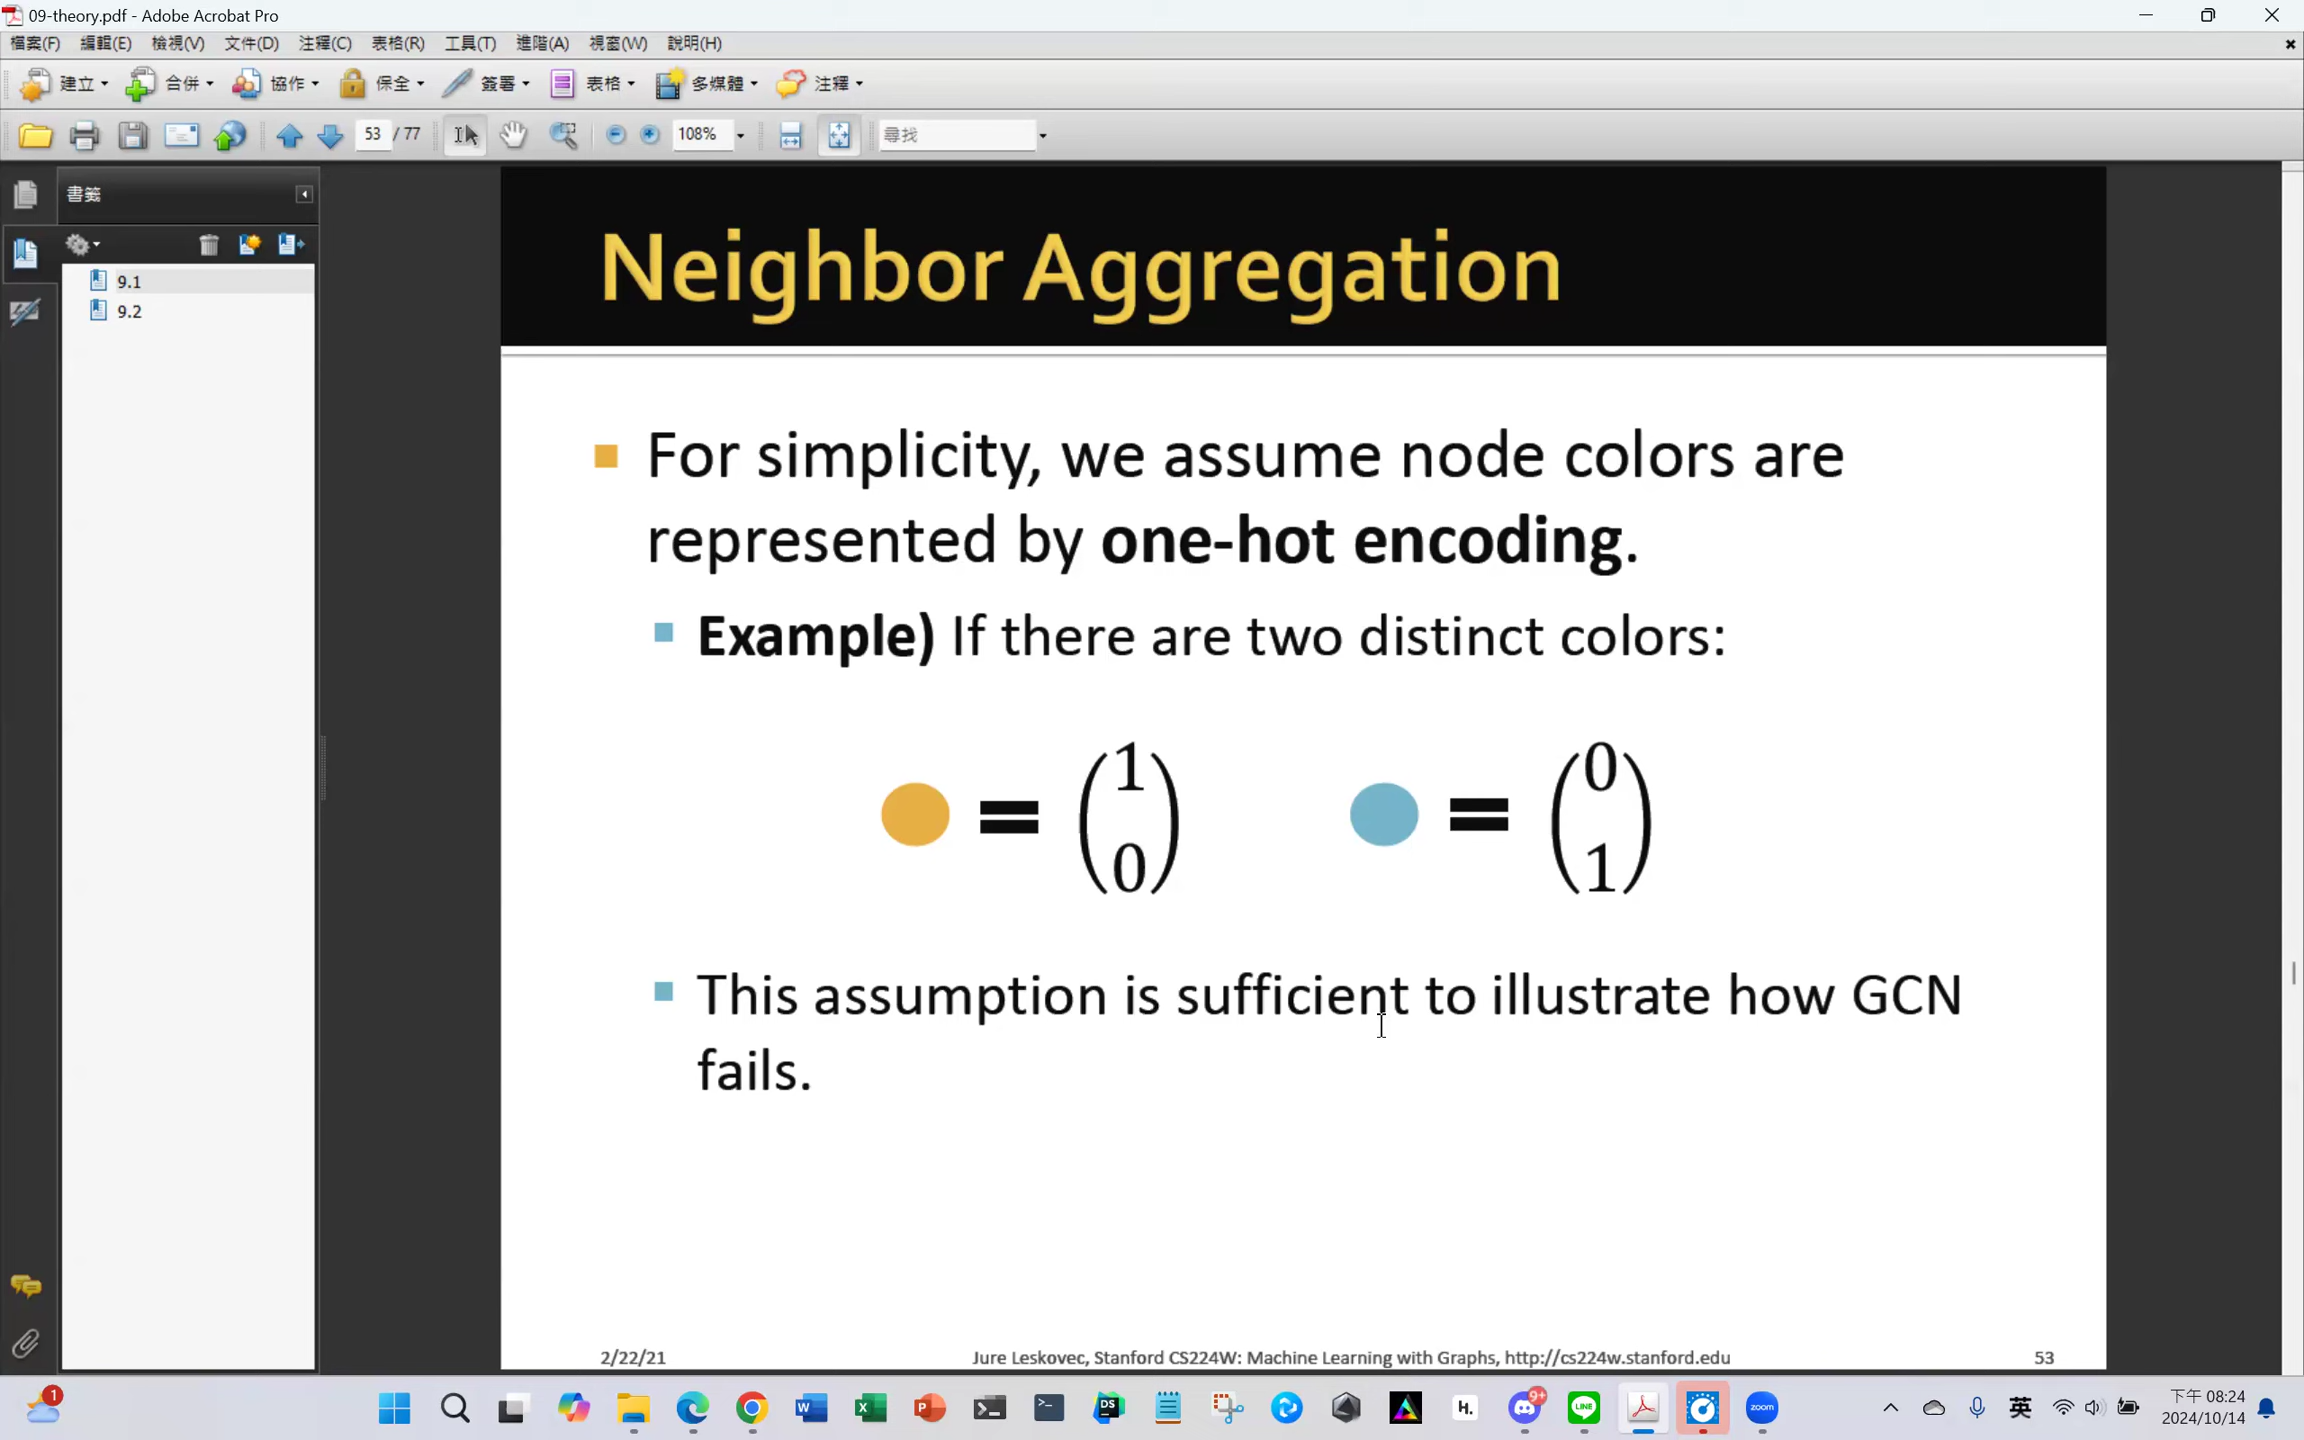 09-theory.pdf - Adobe Acrobat Pro
檔案(F) 編輯(E) 檢視(V) 文件(D) 注釋(C) 表格(R) 工具(T) 進階(A) 視窗(W) 說明(H)
建立 合併 協作 保全 簽署 表格 多媒體 注釋
53 / 77 108% 尋找
書籤
9.1
9.2
Neighbor Aggregation
For simplicity, we assume node colors are
represented by one-hot encoding.
Example) If there are two distinct colors:
= (1 0) = (0 1)
This assumption is sufficient to illustrate how GCN
fails.
2/22/21 Jure Leskovec, Stanford CS224W: Machine Learning with Graphs, http://cs224w.stanford.edu 53
1 W X P DS H. 9+ LINE zoom 英 下午 08:24
2024/10/14